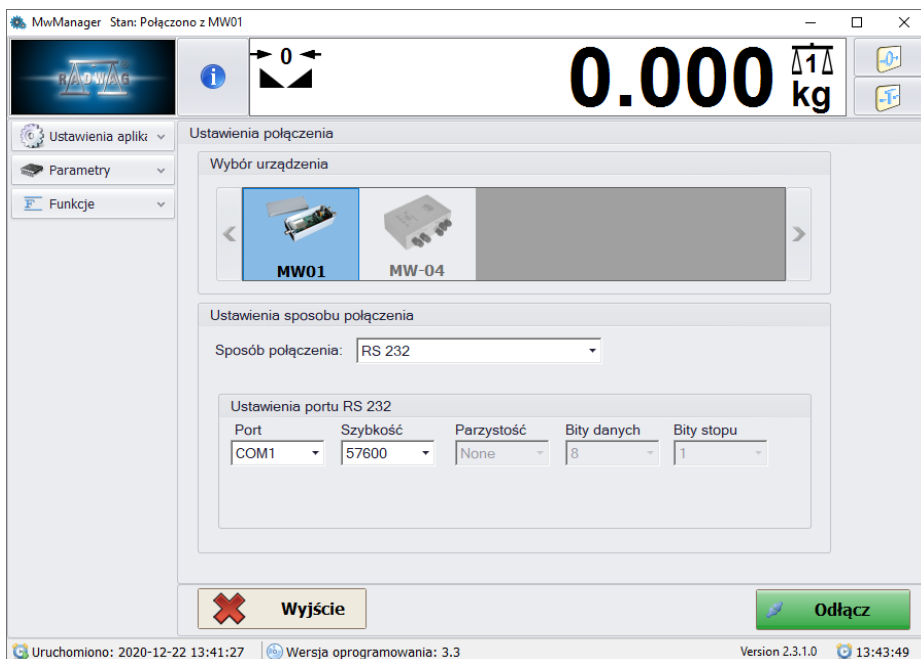 MwManager Stan: Połączono z MW01
RADWAG
0
0.000
1
kg
-0-
-T-
Ustawienia aplika
Parametry
F Funkcje
Ustawienia połączenia
Wybór urządzenia
MW01 MW-04
Ustawienia sposobu połączenia
Sposób połączenia: RS 232
Ustawienia portu RS 232
Port Szybkość Parzystość Bity danych Bity stopu
COM1 57600 None 8 1
Wyjście
Odłącz
Uruchomiono: 2020-12-22 13:41:27 Wersja oprogramowania: 3.3 Version 2.3.1.0 13:43:49